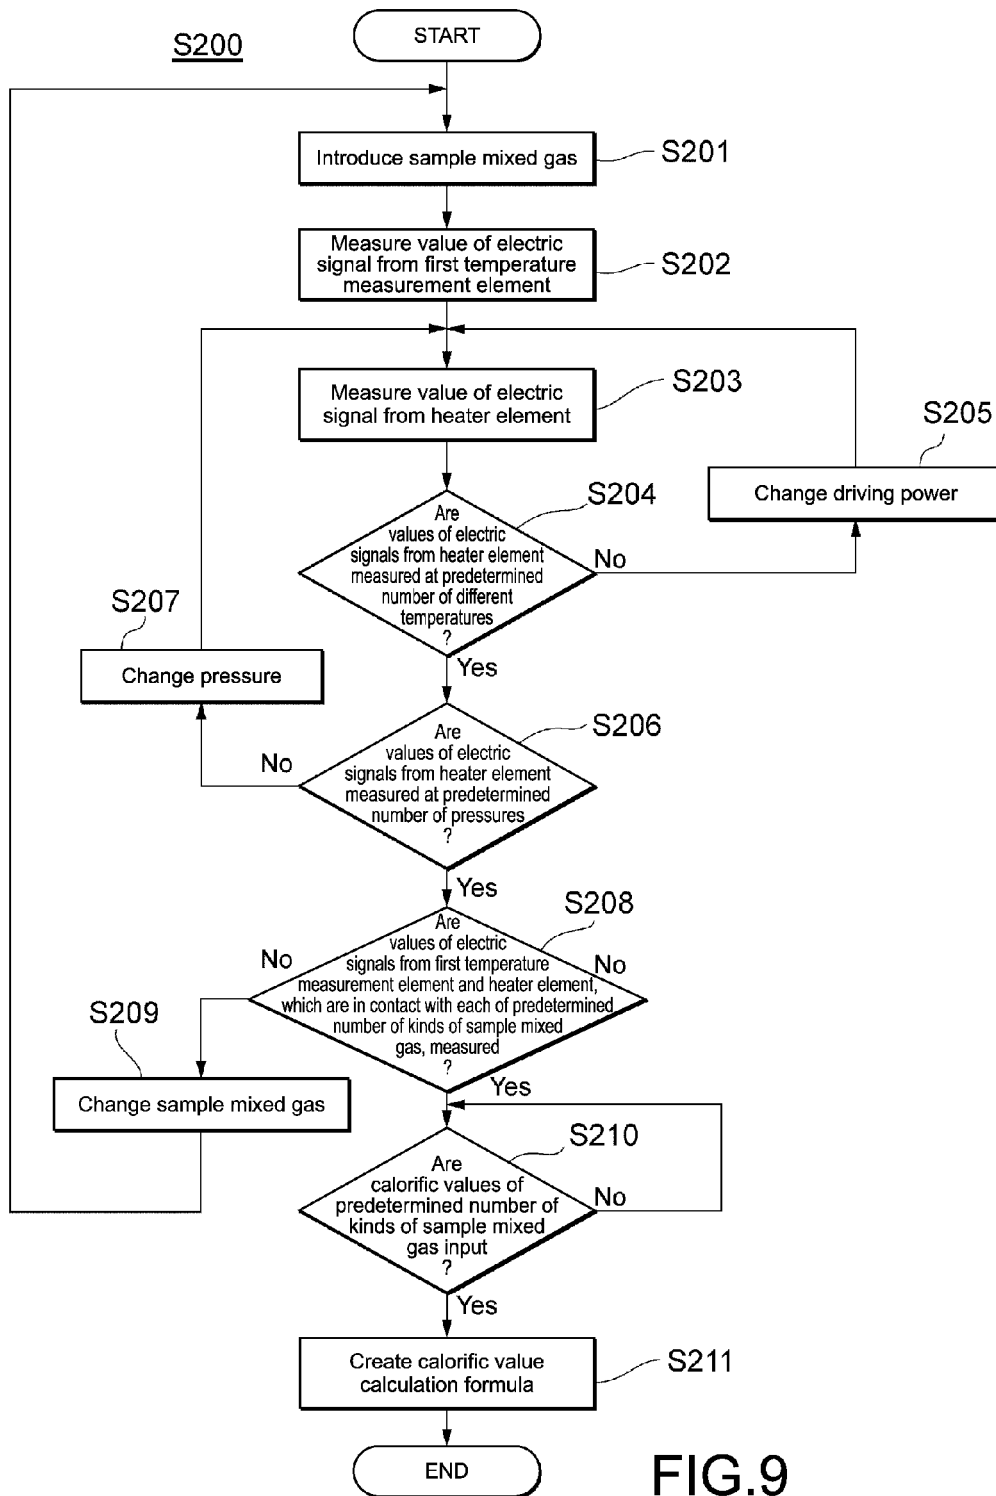 START
S200
Introduce sample mixed gas
S201
Measure value of electric
signal from first temperature
measurement element
S202
Measure value of electric
signal from heater element
S203
S205
Change driving power
S204
Are
values of electric
signals from heater element
measured at predetermined
number of different
temperatures
?
No
S207
Change pressure
Yes
S206
Are
values of electric
signals from heater element
measured at predetermined
number of pressures
?
No
Yes
S208
Are
values of electric
signals from first temperature
measurement element and heater element,
which are in contact with each of predetermined
number of kinds of sample mixed
gas, measured
?
No
No
S209
Change sample mixed gas
Yes
S210
Are
calorific values of
predetermined number of
kinds of sample mixed
gas input
?
No
Yes
Create calorific value
calculation formula
S211
END
FIG.9